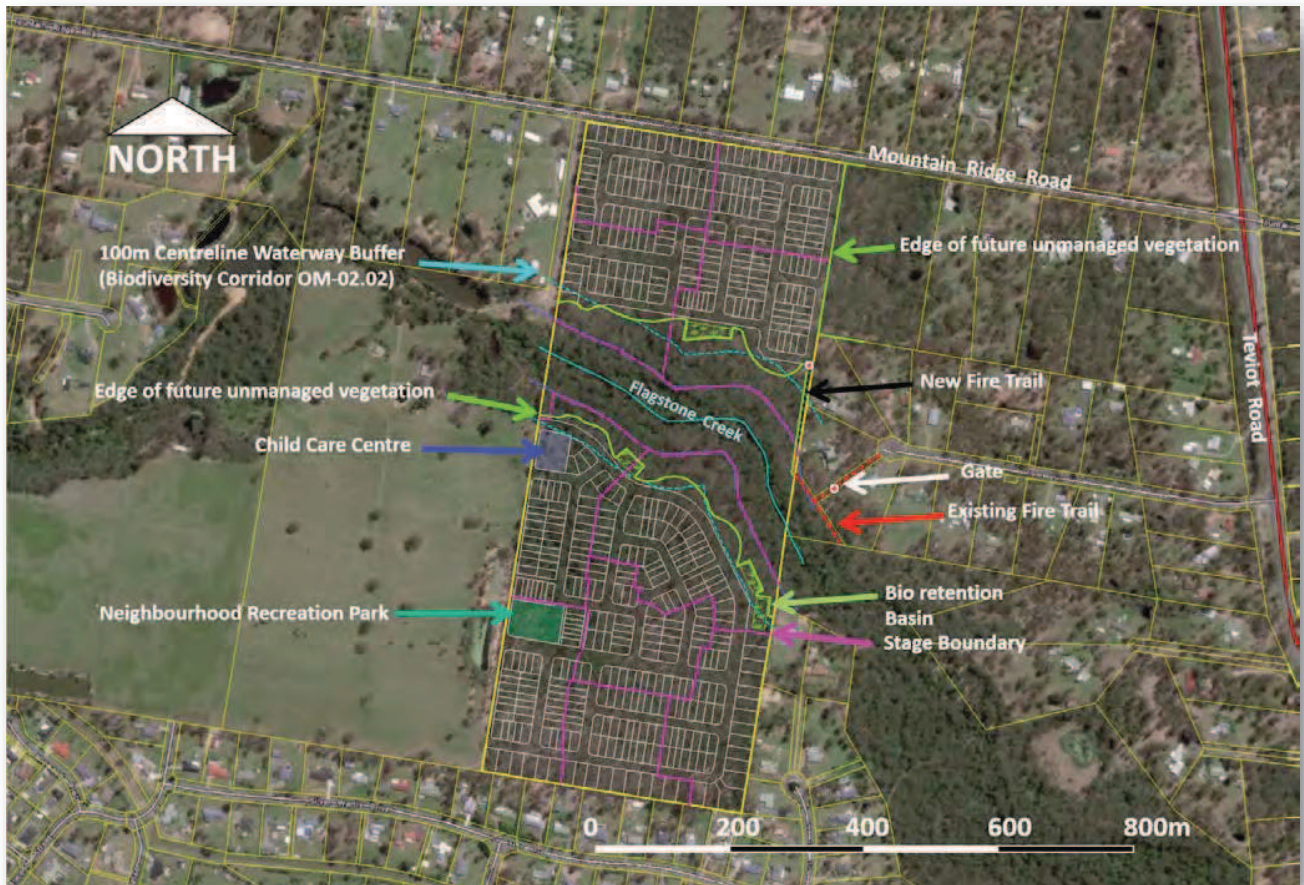 NORTH
Mountain Ridge Road
100m Centreline Waterway Buffer
(Biodiversity Corridor OM-02.02)
Edge of future unmanaged vegetation
Teviot Road
New Fire Trail
Edge of future unmanaged vegetation
Flagstone Creek
Child Care Centre
Gate
Existing Fire Trail
Neighbourhood Recreation Park
Bio retention
Basin
Stage Boundary
0 200 400 600 800m